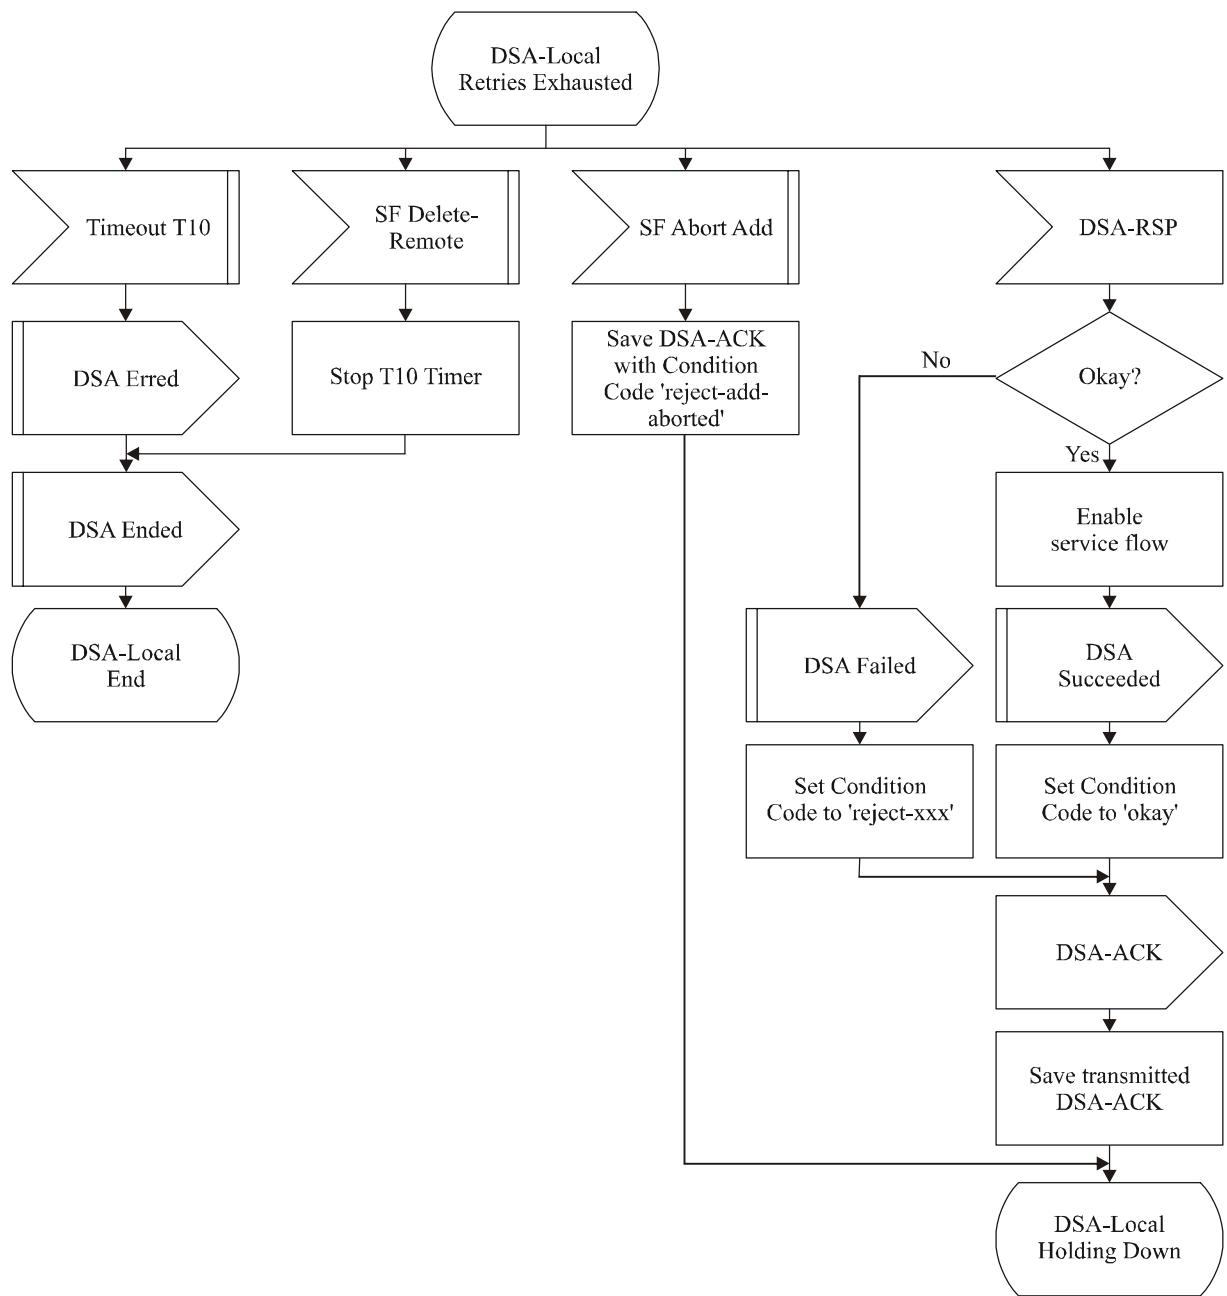 DSA-Local
Retries Exhausted
Timeout T10
SF Delete-
Remote
SF Abort Add
DSA-RSP
DSA Erred
Stop T10 Timer
Save DSA-ACK
with Condition
Code 'reject-add-
aborted'
No
Okay?
Yes
DSA Ended
Enable
service flow
DSA-Local
End
DSA Failed
DSA
Succeeded
Set Condition
Code to 'reject-xxx'
Set Condition
Code to 'okay'
DSA-ACK
Save transmitted
DSA-ACK
DSA-Local
Holding Down